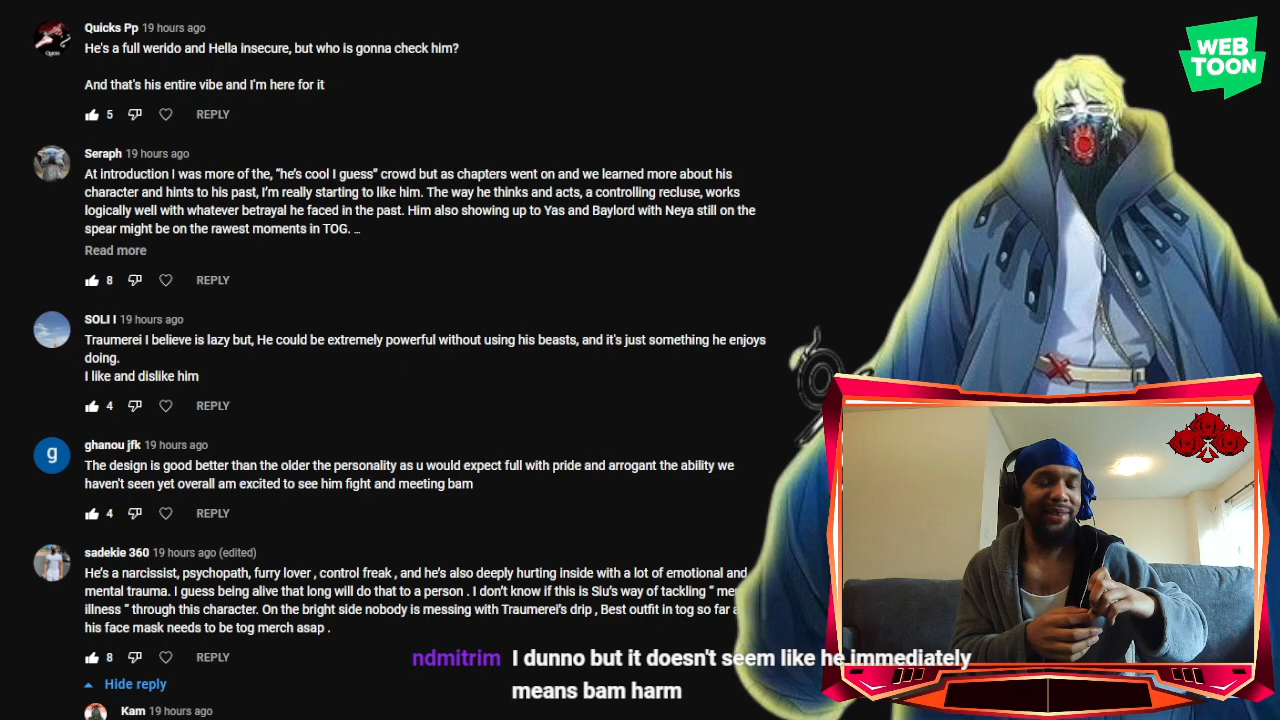 Quicks Pp 19 hours ago
He's a full werido and Hella insecure, but who is gonna check him?
And that's his entire vibe and I'm here for it
5 REPLY
Seraph 19 hours ago
At introduction I was more of the, “he’s cool I guess” crowd but as chapters went on and we learned more about his
character and hints to his past, I’m really starting to like him. The way he thinks and acts, a controlling recluse, works
logically well with whatever betrayal he faced in the past. Him also showing up to Yas and Baylord with Neya still on the
spear might be on the rawest moments in TOG. ...
Read more
8 REPLY
SOLI I 19 hours ago
Traumerei I believe is lazy but, He could be extremely powerful without using his beasts, and it's just something he enjoys
doing.
I like and dislike him
4 REPLY
g
ghanou jfk 19 hours ago
The design is good better than the older the personality as u would expect full with pride and arrogant the ability we
haven't seen yet overall am excited to see him fight and meeting bam
4 REPLY
sadekie 360 19 hours ago (edited)
He’s a narcissist, psychopath, furry lover , control freak , and he’s also deeply hurting inside with a lot of emotional and
mental trauma. I guess being alive that long will do that to a person . I don’t know if this is Siu’s way of tackling “
illness “ through this character. On the bright side nobody is messing with Traumerei’s drip , Best outfit in tog so far
his face mask needs to be tog merch asap .
8 REPLY
Hide reply
Kam 19 hours ago
ndmitrim I dunno but it doesn't seem like he immediately
means bam harm
WEB
TOON